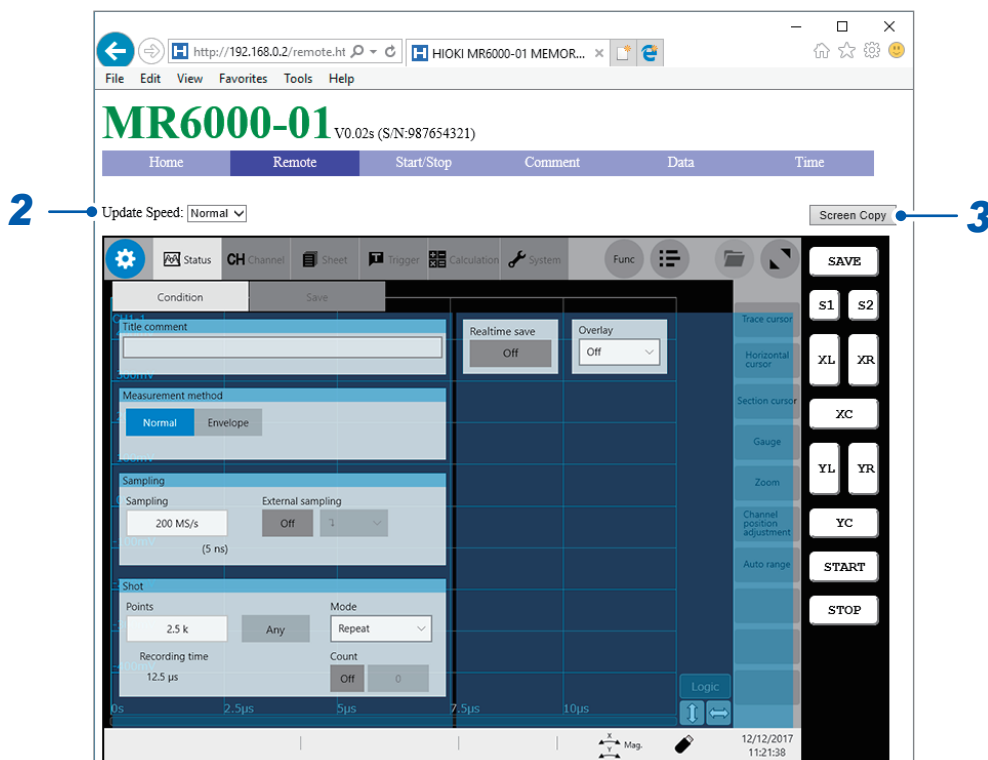 http://192.168.0.2/remote.ht
HIOKI MR6000-01 MEMOR...
File Edit View Favorites Tools Help
MR6000-01 V0.02s (S/N:987654321)
Home Remote Start/Stop Comment Data Time
2
Update Speed: Normal
Screen Copy
3
Status CH Channel Sheet Trigger Calculation System Func
SAVE
Condition Save
S1 S2
Title comment
Realtime save
Off
Overlay
Off
Trace cursor
Horizontal
cursor
XL XR
Measurement method
Normal Envelope
Section cursor
XC
Gauge
YL YR
Sampling
Sampling External sampling
200 MS/s Off
(5 ns)
Zoom
Channel
position
adjustment
YC
Auto range
START
Shot
Points Mode
2.5 k Any Repeat
STOP
Recording time Count
12.5 µs Off 0
Logic
0s 2.5µs 5µs 7.5µs 10µs
X
Y
Mag.
12/12/2017
11:21:38